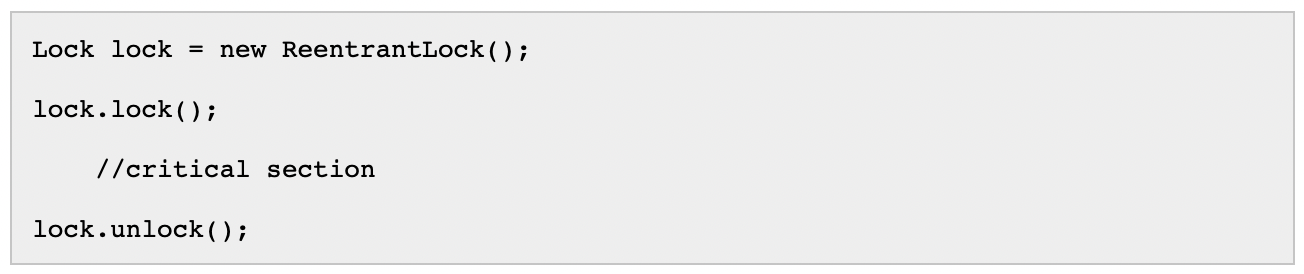 Lock lock = new ReentrantLock();
lock.lock();
//critical section
lock.unlock();